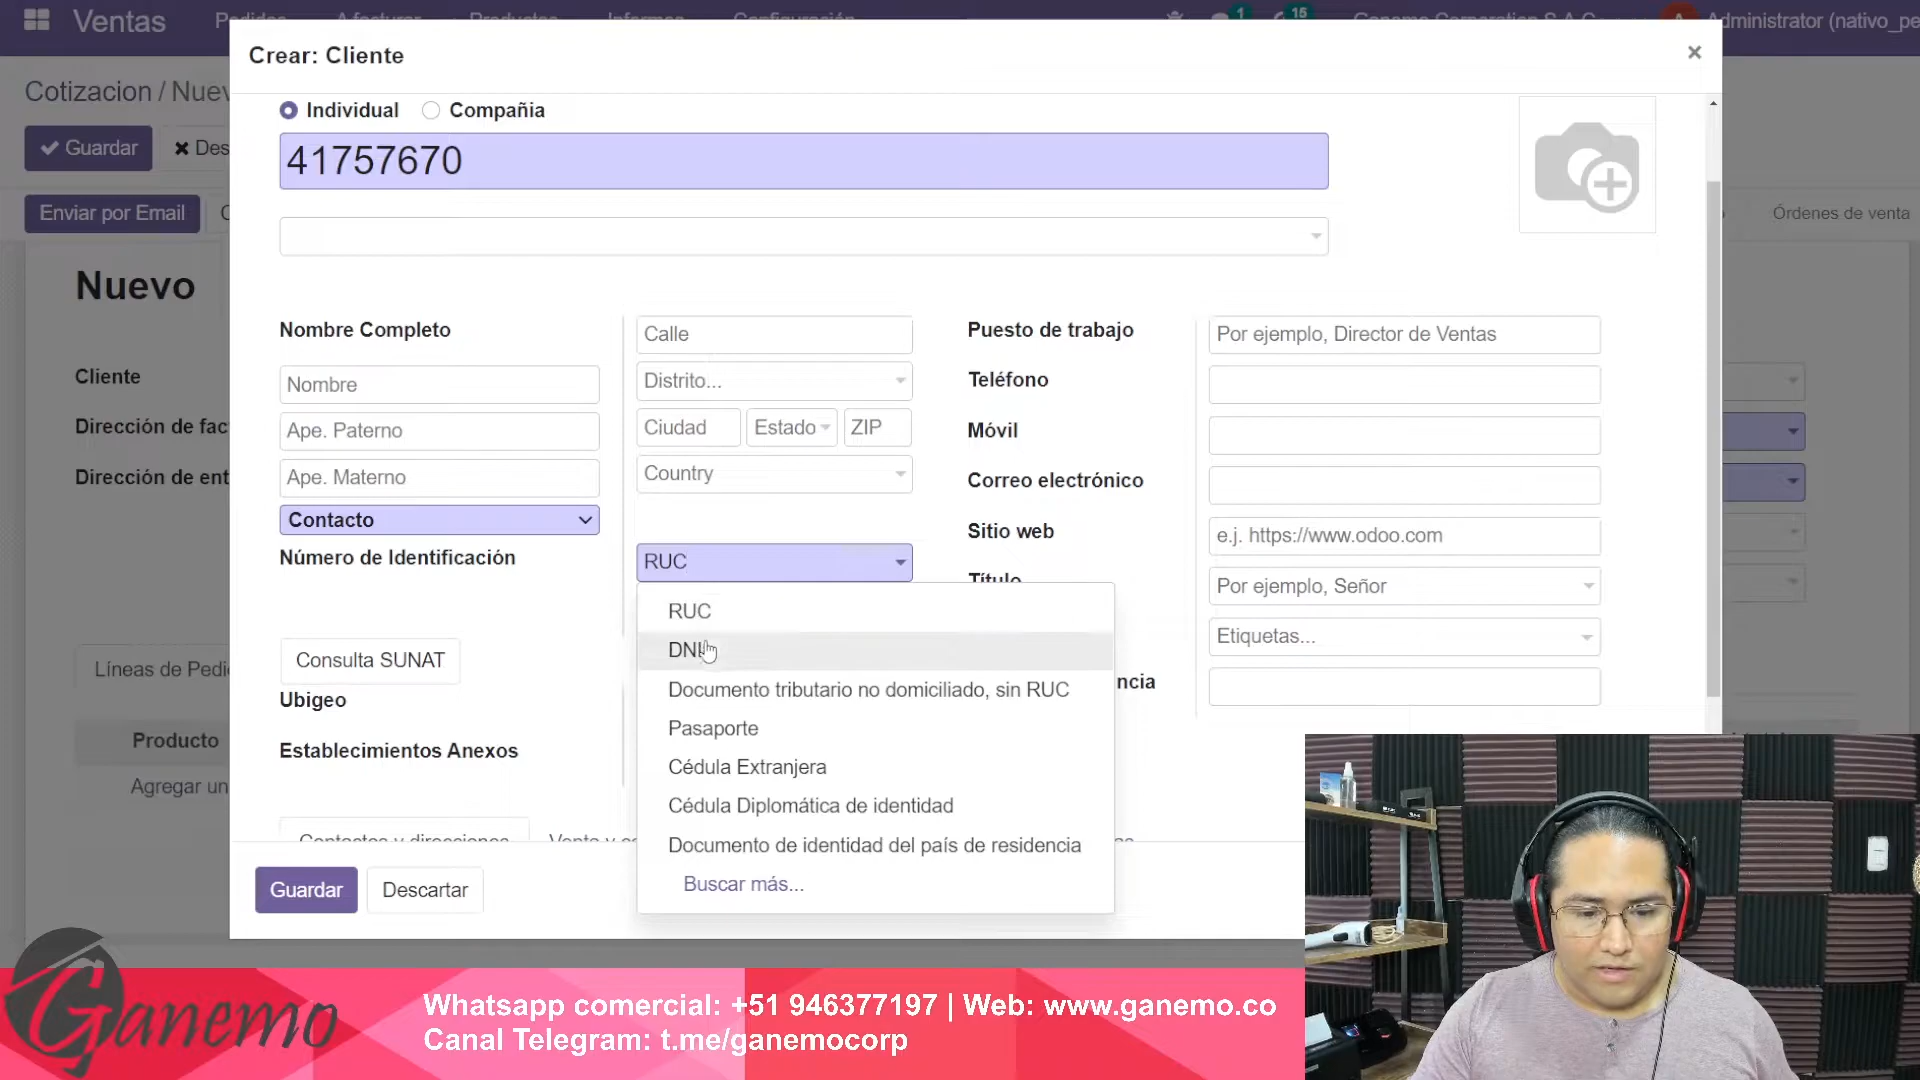 Ventas
1
15
Administrator (nativo_pe
Crear: Cliente
×
Cotizacion / Nuev
Guardar
Des
Enviar por Email
Órdenes de venta
Nuevo
Cliente
Dirección de fac
Dirección de ent
Líneas de Pedi
Producto
Agregar un
Individual
Compañia
41757670
Nombre Completo
Nombre
Ape. Paterno
Ape. Materno
Contacto
Número de Identificación
Consulta SUNAT
Ubigeo
Establecimientos Anexos
Calle
Distrito...
Ciudad
Estado
ZIP
Country
RUC
RUC
DNI
Documento tributario no domiciliado, sin RUC
Pasaporte
Cédula Extranjera
Cédula Diplomática de identidad
Documento de identidad del país de residencia
Buscar más...
Puesto de trabajo
Por ejemplo, Director de Ventas
Teléfono
Móvil
Correo electrónico
Sitio web
e.j. https://www.odoo.com
Título
Por ejemplo, Señor
Etiquetas...
ncia
Contactos y direcciones
Guardar
Descartar
Ganemo
Whatsapp comercial: +51 946377197 | Web: www.ganemo.co
Canal Telegram: t.me/ganemocorp